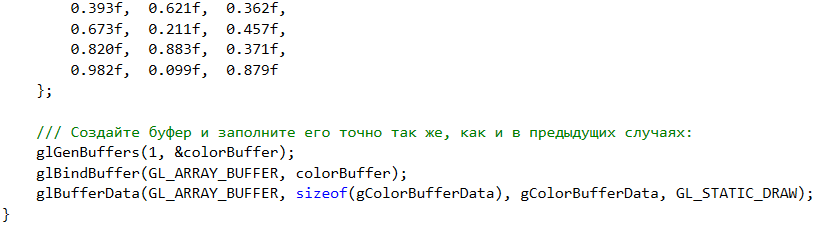 0.393f, 0.621f, 0.362f,
0.673f, 0.211f, 0.457f,
0.820f, 0.883f, 0.371f,
0.982f, 0.099f, 0.879f
};
/// Создайте буфер и заполните его точно так же, как и в предыдущих случаях:
glGenBuffers(1, &colorBuffer);
glBindBuffer(GL_ARRAY_BUFFER, colorBuffer);
glBufferData(GL_ARRAY_BUFFER, sizeof(gColorBufferData), gColorBufferData, GL_STATIC_DRAW);
}